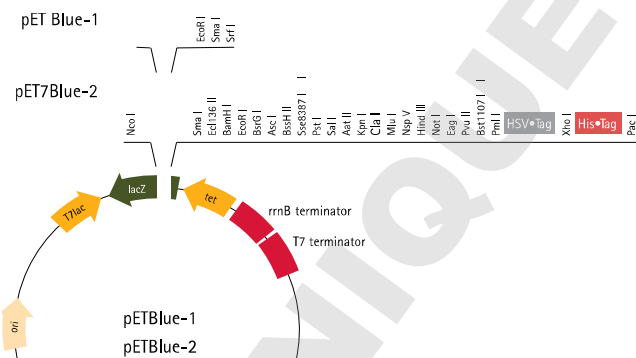 pET Blue-1
EcoR I
Sma I
Srf I
pET7Blue-2
Nco I
Sma I
Ecl136 II
BamH I
EcoR I
BsrG I
Asc I
BssH II
Sse8387 I
Pst I
Sal I
Aat II
Kpn I
Cla I
Mlu I
Nsp V
Hind III
Not I
Eag I
Pvu II
Bst1107 I
Pml I
HSV•Tag
Xho I
His•Tag
Pac I
T7lac
lacZ
tet
rrnB terminator
T7 terminator
ori
pETBlue-1
pETBlue-2
NIQUE